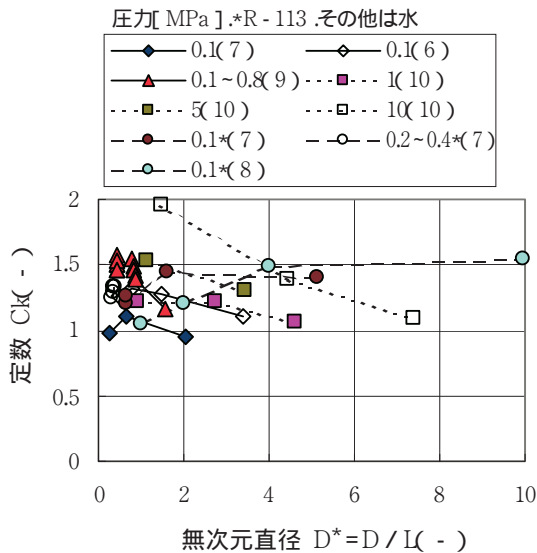 圧力[ MPa ].*R - 113 .その他は水
0.1( 7 ) 0.1( 6 )
0.1 ~ 0.8( 9 ) 1( 10 )
5( 10 ) 10( 10 )
0.1 *( 7 ) 0.2 ~ 0.4 *( 7 )
0.1 *( 8 )
2
1.5
1
0.5
0
定数 Ck( - )
0 2 4 6 8 10
無次元直径 D* = D / L( - )